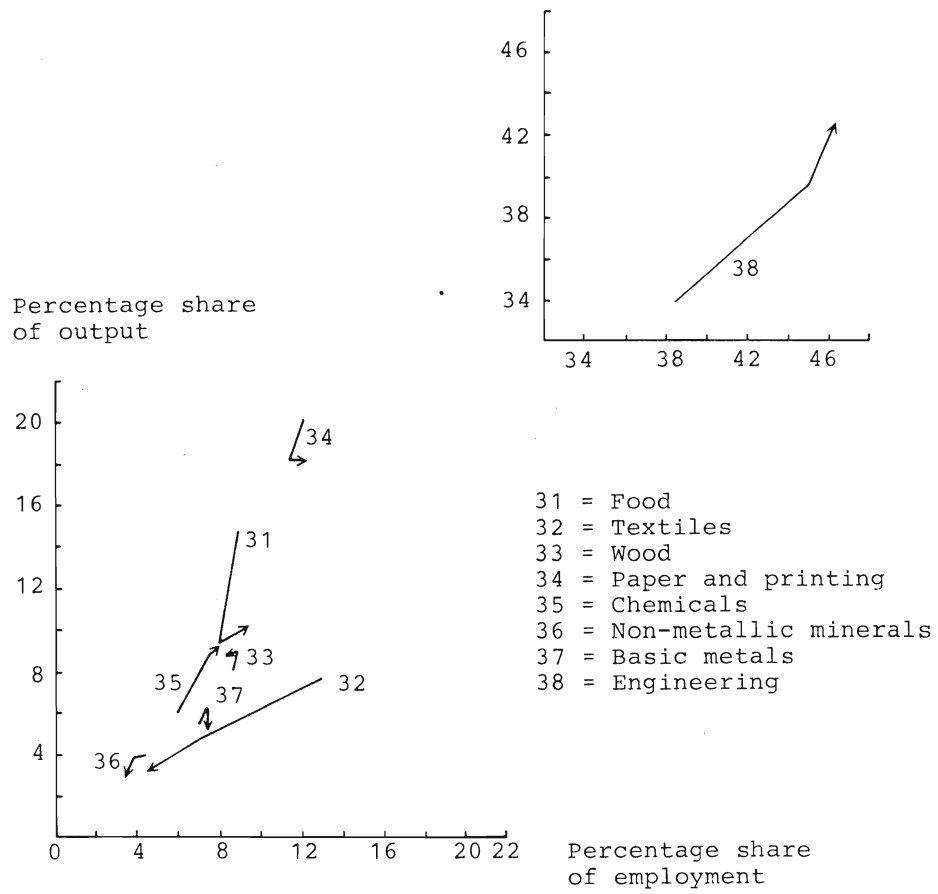 46
42
38
34
38
34 38 42 46
Percentage share
of output
20
16
12
8
4
34
31
33
35
37
32
36
0 4 8 12 16 20 22
31 = Food
32 = Textiles
33 = Wood
34 = Paper and printing
35 = Chemicals
36 = Non-metallic minerals
37 = Basic metals
38 = Engineering
Percentage share
of employment